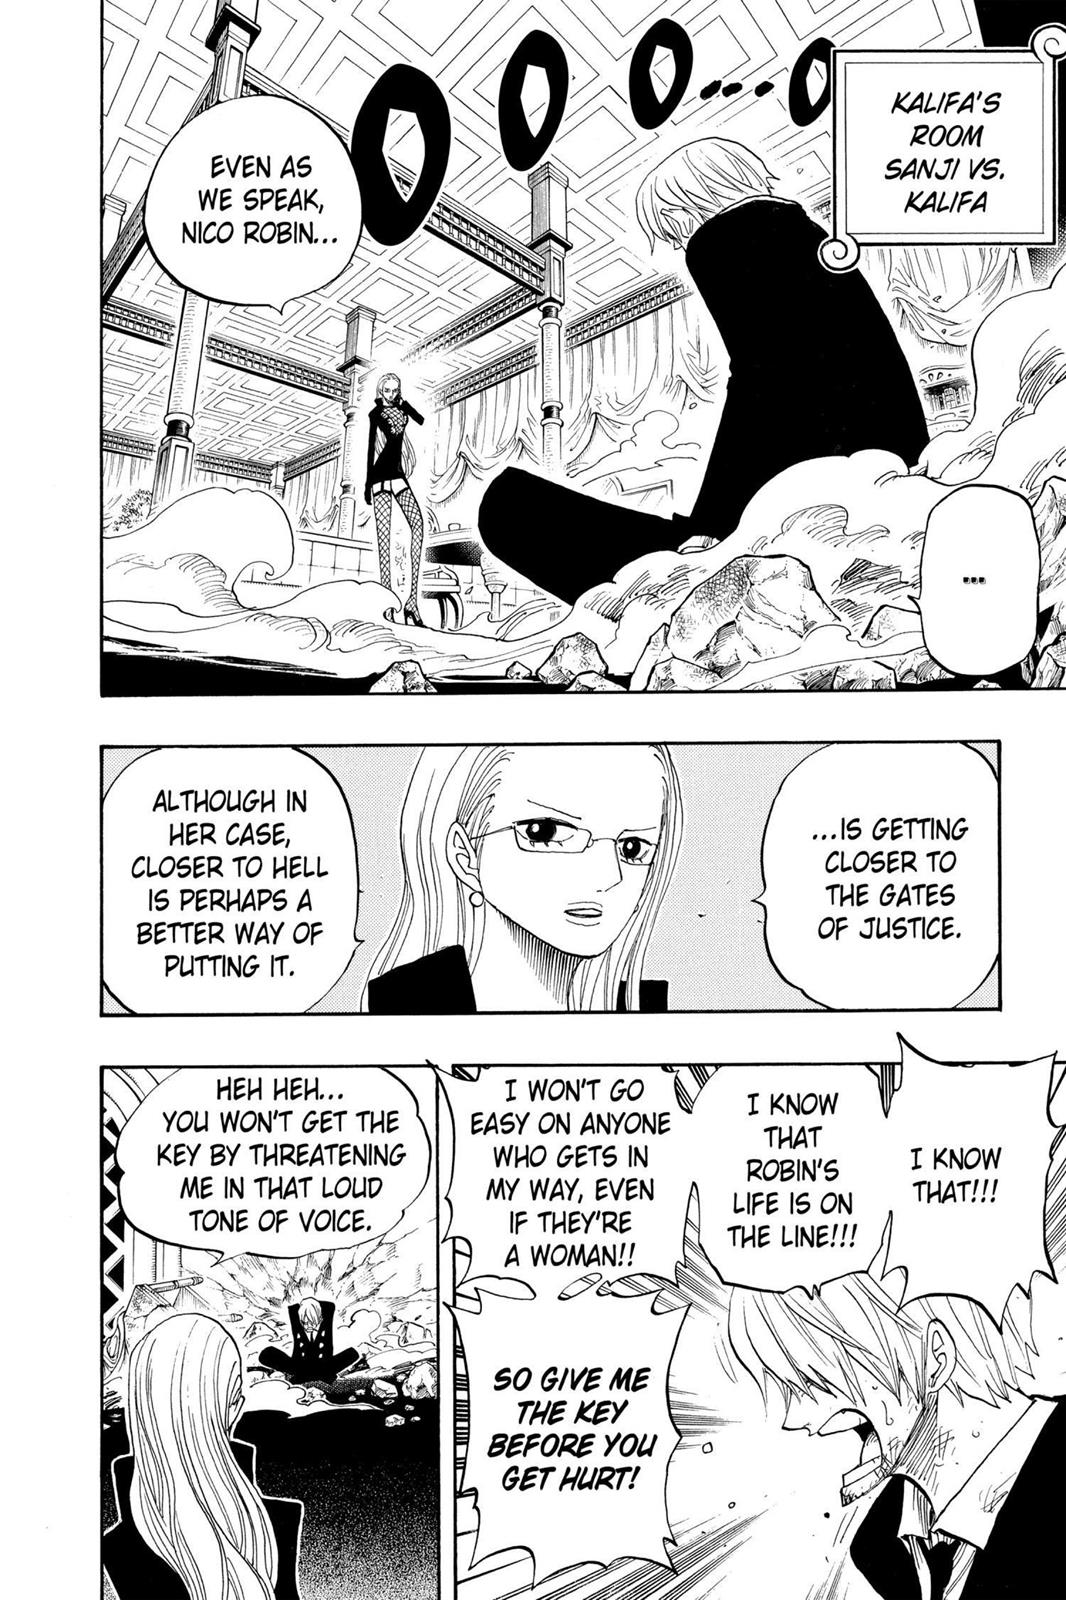 KALIFA'S
ROOM
SANJI VS.
KALIFA
EVEN AS
WE SPEAK,
NICO ROBIN...
...
...IS GETTING
CLOSER TO
THE GATES
OF JUSTICE.
ALTHOUGH IN
HER CASE,
CLOSER TO HELL
IS PERHAPS A
BETTER WAY OF
PUTTING IT.
I KNOW
THAT!!!
I KNOW
THAT
ROBIN'S
LIFE IS ON
THE LINE!!!
I WON'T GO
EASY ON ANYONE
WHO GETS IN
MY WAY, EVEN
IF THEY'RE
A WOMAN!!
SO GIVE ME
THE KEY
BEFORE YOU
GET HURT!
HEH HEH...
YOU WON'T GET THE
KEY BY THREATENING
ME IN THAT LOUD
TONE OF VOICE.